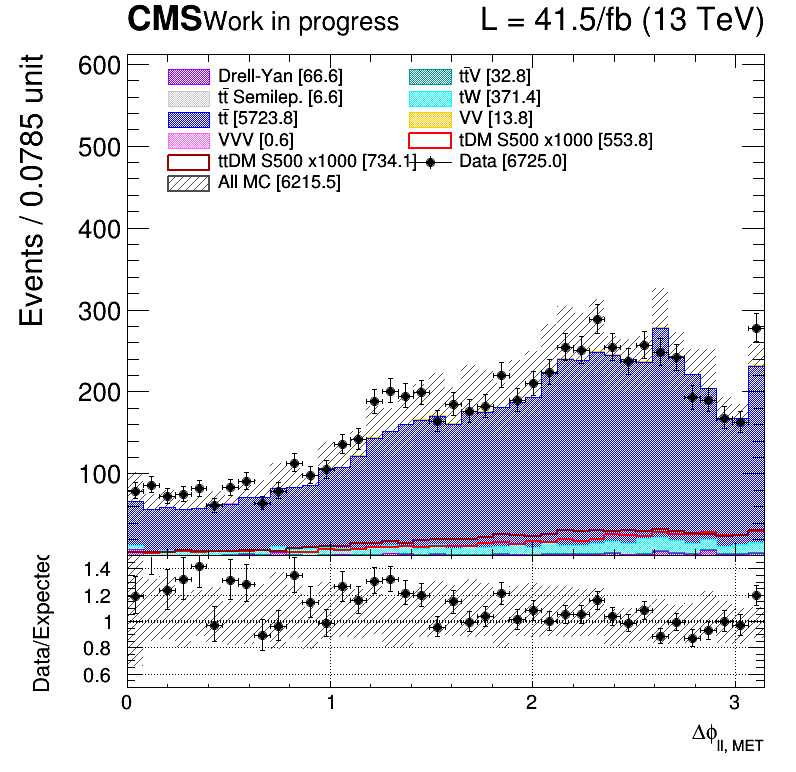 CMS Work in progress L = 41.5/fb (13 TeV)
Events / 0.0785 unit
600
500
400
300
200
100
Drell-Yan [66.6]
tt̄ Semilep. [6.6]
tt̄ [5723.8]
VVV [0.6]
ttDM S500 x1000 [734.1]
All MC [6215.5]
tt̄V [32.8]
tW [371.4]
VV [13.8]
tDM S500 x1000 [553.8]
Data [6725.0]
Data/Expected
1.4
1.2
1
0.8
0.6
0 1 2 3
Δϕll, MET